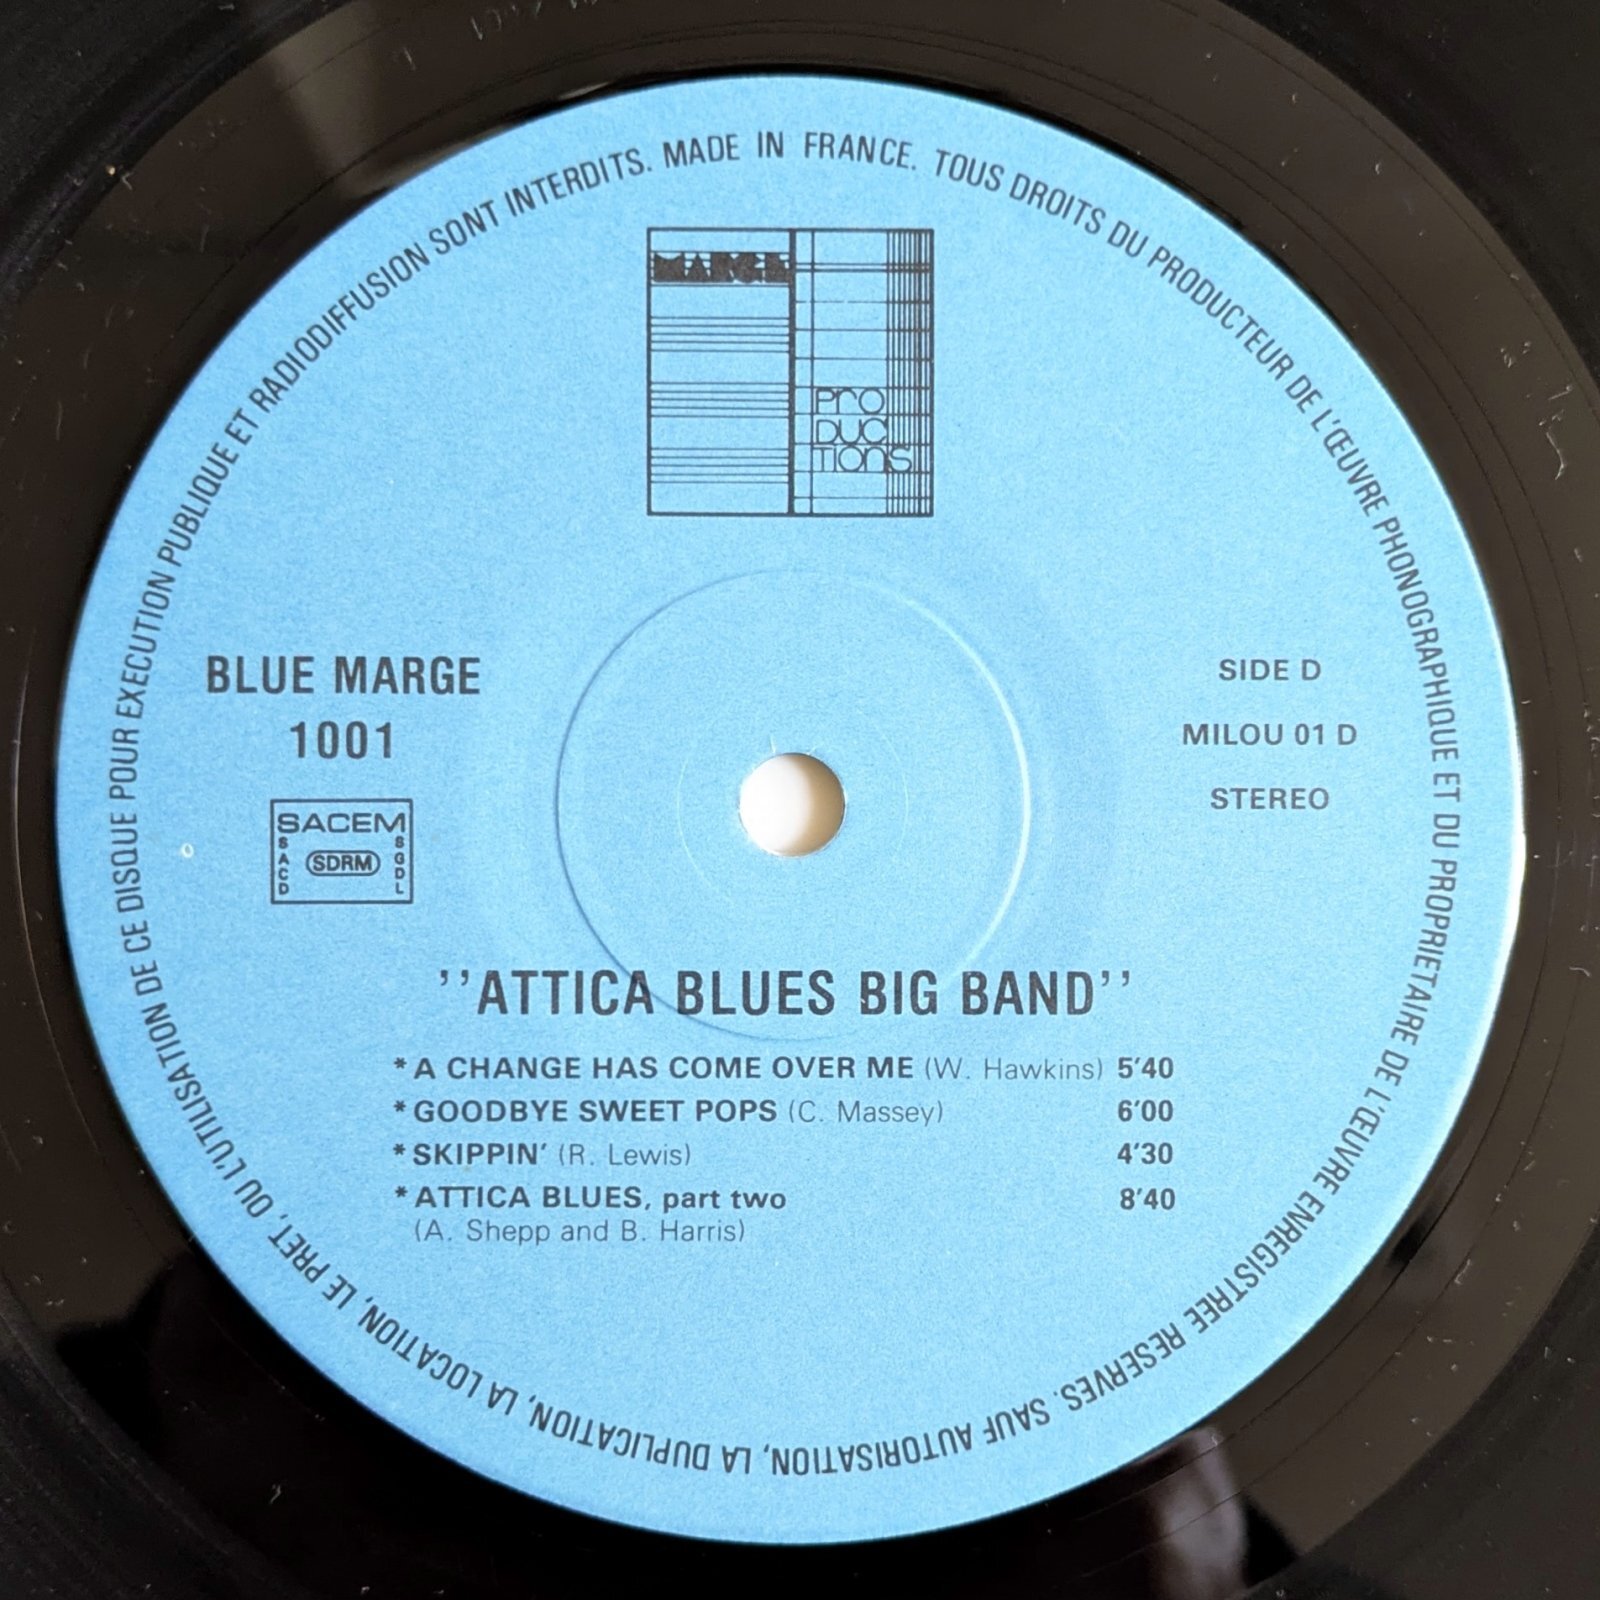 TOUS DROITS DU PRODUCTEUR DE L'ŒUVRE PHONOGRAPHIQUE ET DU PROPRIETAIRE DE L'ŒUVRE ENREGISTREE RESERVES. SAUF AUTORISATION, LA DUPLICATION, LA LOCATION, LE PRET, OU L'UTILISATION DE CE DISQUE POUR EXECUTION PUBLIQUE ET RADIODIFFUSION SONT INTERDITS. MADE IN FRANCE.
MARGE
PRO
DUC
TIONS
BLUE MARGE
1001
SACEM
SACD
SDRM
SGDL
SIDE D
MILOU 01 D
STEREO
’’ATTICA BLUES BIG BAND’’
*A CHANGE HAS COME OVER ME (W. Hawkins) 5'40
*GOODBYE SWEET POPS (C. Massey) 6'00
*SKIPPIN' (R. Lewis) 4'30
*ATTICA BLUES, part two 8'40
(A. Shepp and B. Harris)